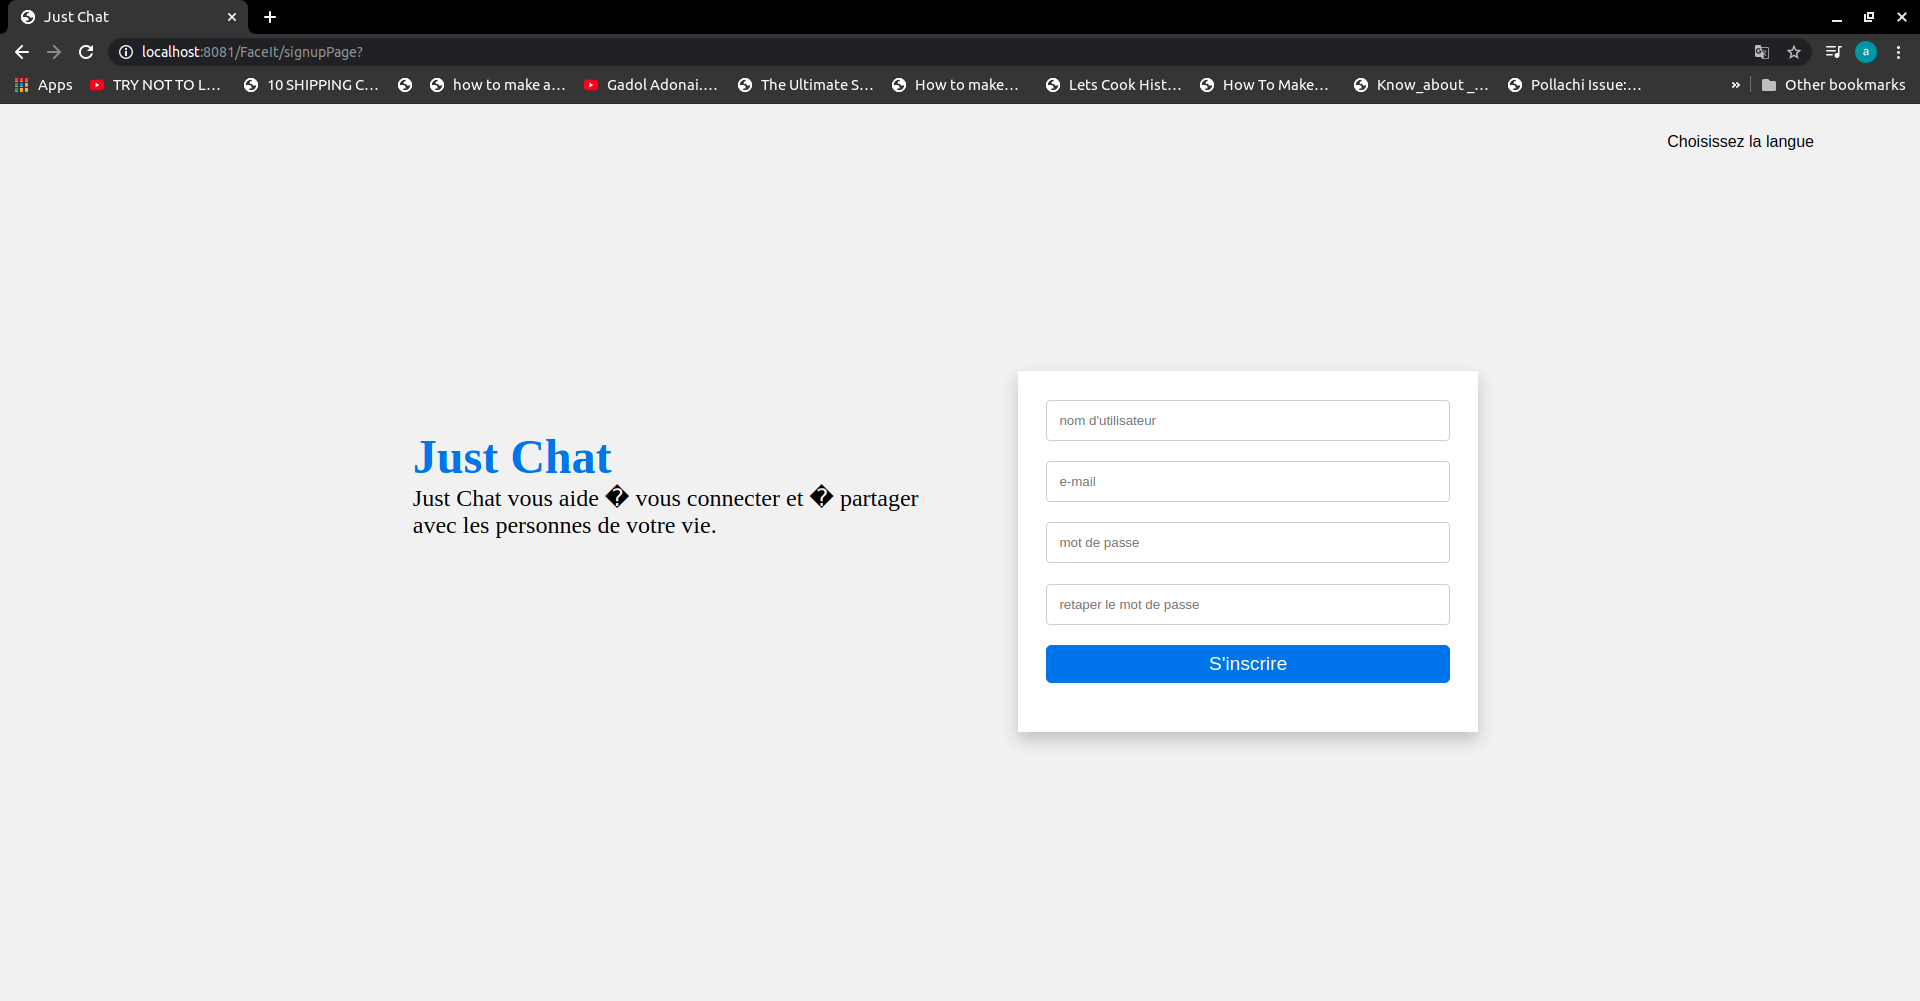 Just Chat
localhost:8081/FaceIt/signupPage?
a
Apps
TRY NOT TO L...
10 SHIPPING C...
how to make a...
Gadol Adonai....
The Ultimate S...
How to make...
Lets Cook Hist...
How To Make...
Know_about _...
Pollachi Issue:...
»
Other bookmarks
Choisissez la langue
Just Chat
Just Chat vous aide � vous connecter et � partager
avec les personnes de votre vie.
nom d'utilisateur
e-mail
mot de passe
retaper le mot de passe
S'inscrire